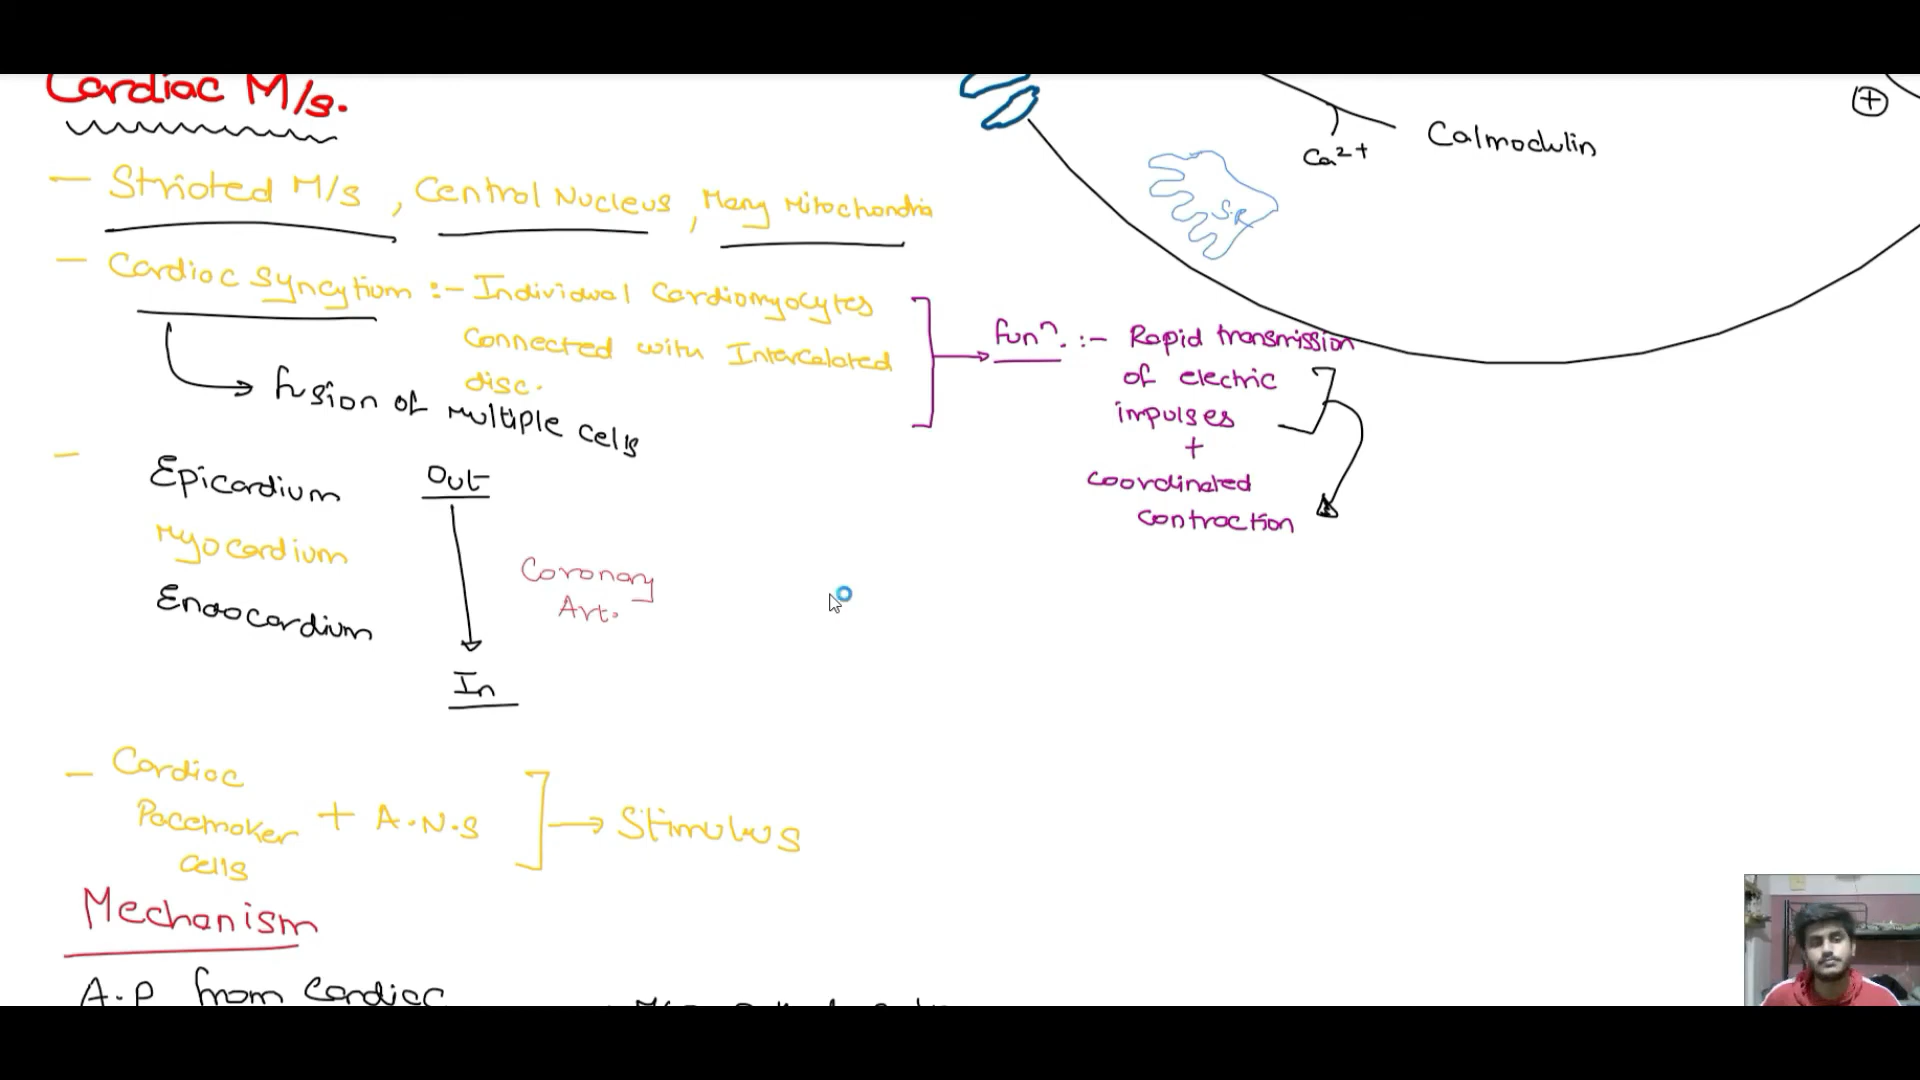 Cardiac M/s.
- Striated M/s, Central Nucleus, Many Mitochondria
- Cardiac Syncytium :- Individual Cardiomyocytes
Connected with Intercalated
disc.
→ fusion of Multiple cells
funⁿ. :- Rapid transmission
of electric
impulses
+
coordinated
contraction
-
Epicardium
Myocardium
Endocardium
Out
In
Coronary
Art.
- Cardiac
Pacemaker
cells
+ A.N.S
→ Stimulus
Mechanism
A.P from cardiac
Ca²⁺
Calmodulin
S.R
+